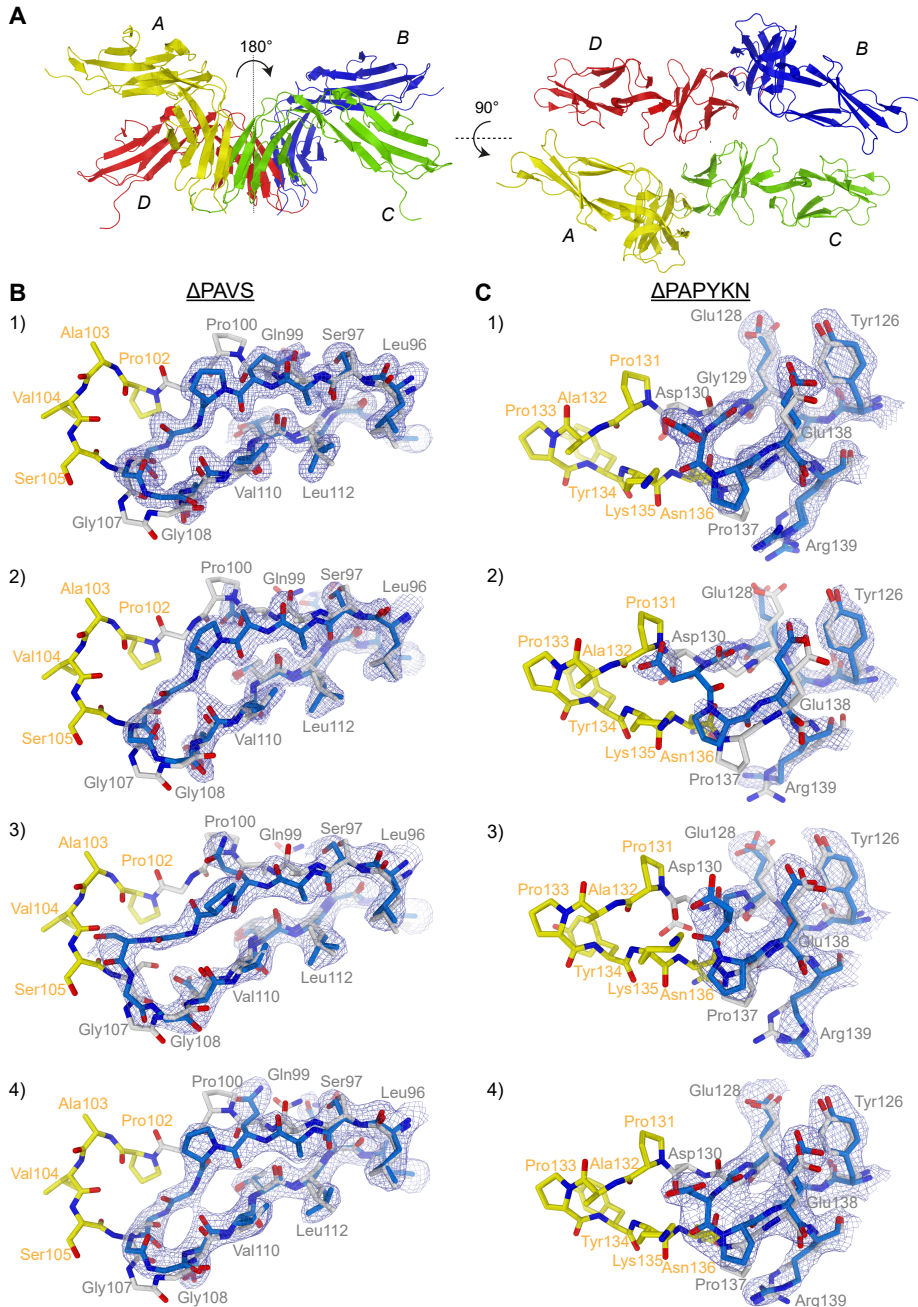 A
A
180°
B
D
C
D
B
90°
A
C
B
ΔPAVS
1)
Pro100
Gln99
Ser97
Leu96
Ala103
Pro102
Val104
Ser105
Gly107
Gly108
Val110
Leu112
2)
Pro100
Gln99
Ser97
Leu96
Ala103
Pro102
Val104
Ser105
Gly107
Gly108
Val110
Leu112
3)
Pro100
Gln99
Ser97
Leu96
Ala103
Pro102
Val104
Ser105
Gly107
Gly108
Val110
Leu112
4)
Pro100
Gln99
Ser97
Leu96
Ala103
Pro102
Val104
Ser105
Gly107
Gly108
Val110
Leu112
C
ΔPAPYKN
1)
Glu128
Tyr126
Pro131
Gly129
Asp130
Pro133
Ala132
Glu138
Tyr134
Lys135
Asn136
Pro137
Arg139
2)
Glu128
Tyr126
Pro131
Asp130
Pro133
Ala132
Glu138
Tyr134
Lys135
Asn136
Pro137
Arg139
3)
Glu128
Tyr126
Pro131
Asp130
Pro133
Ala132
Glu138
Tyr134
Lys135
Asn136
Pro137
Arg139
4)
Glu128
Tyr126
Pro131
Asp130
Pro133
Ala132
Glu138
Tyr134
Lys135
Asn136
Pro137
Arg139